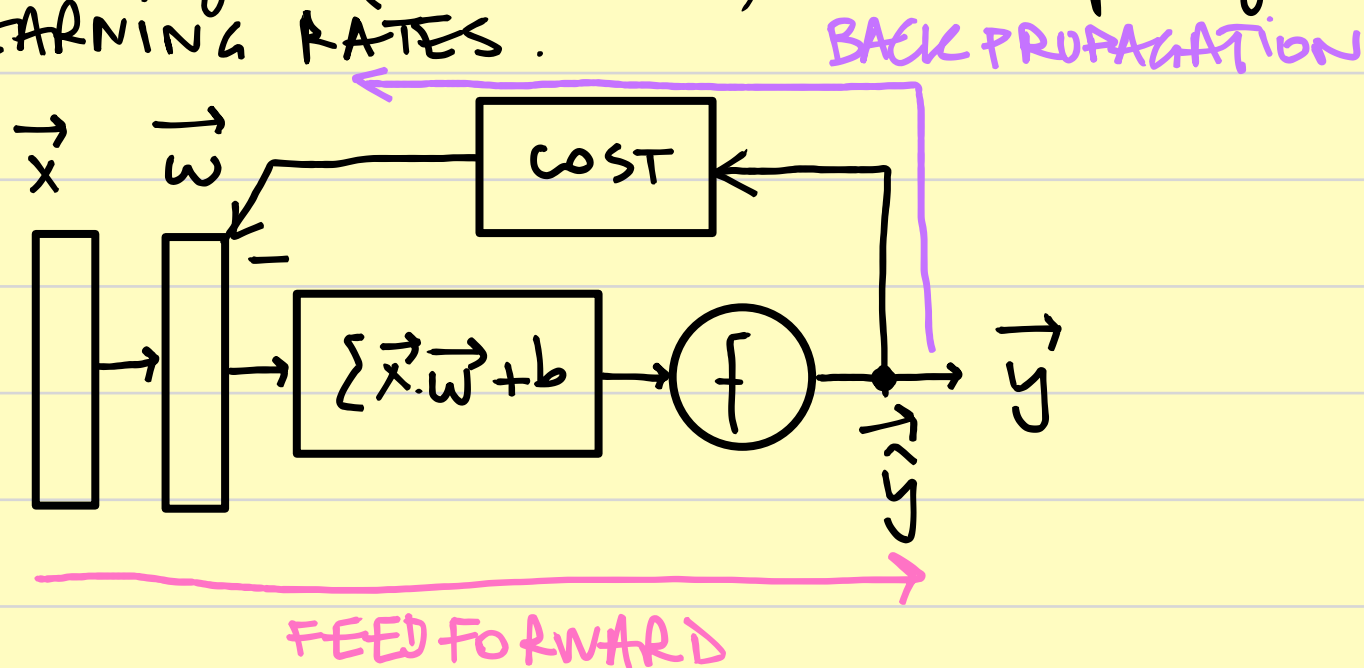 ARNING RATES.
BACK PROPAGATION
x⃗ w⃗
COST
−
Σ x⃗.w⃗ + b
f
y⃗
ŷ⃗
FEED FORWARD